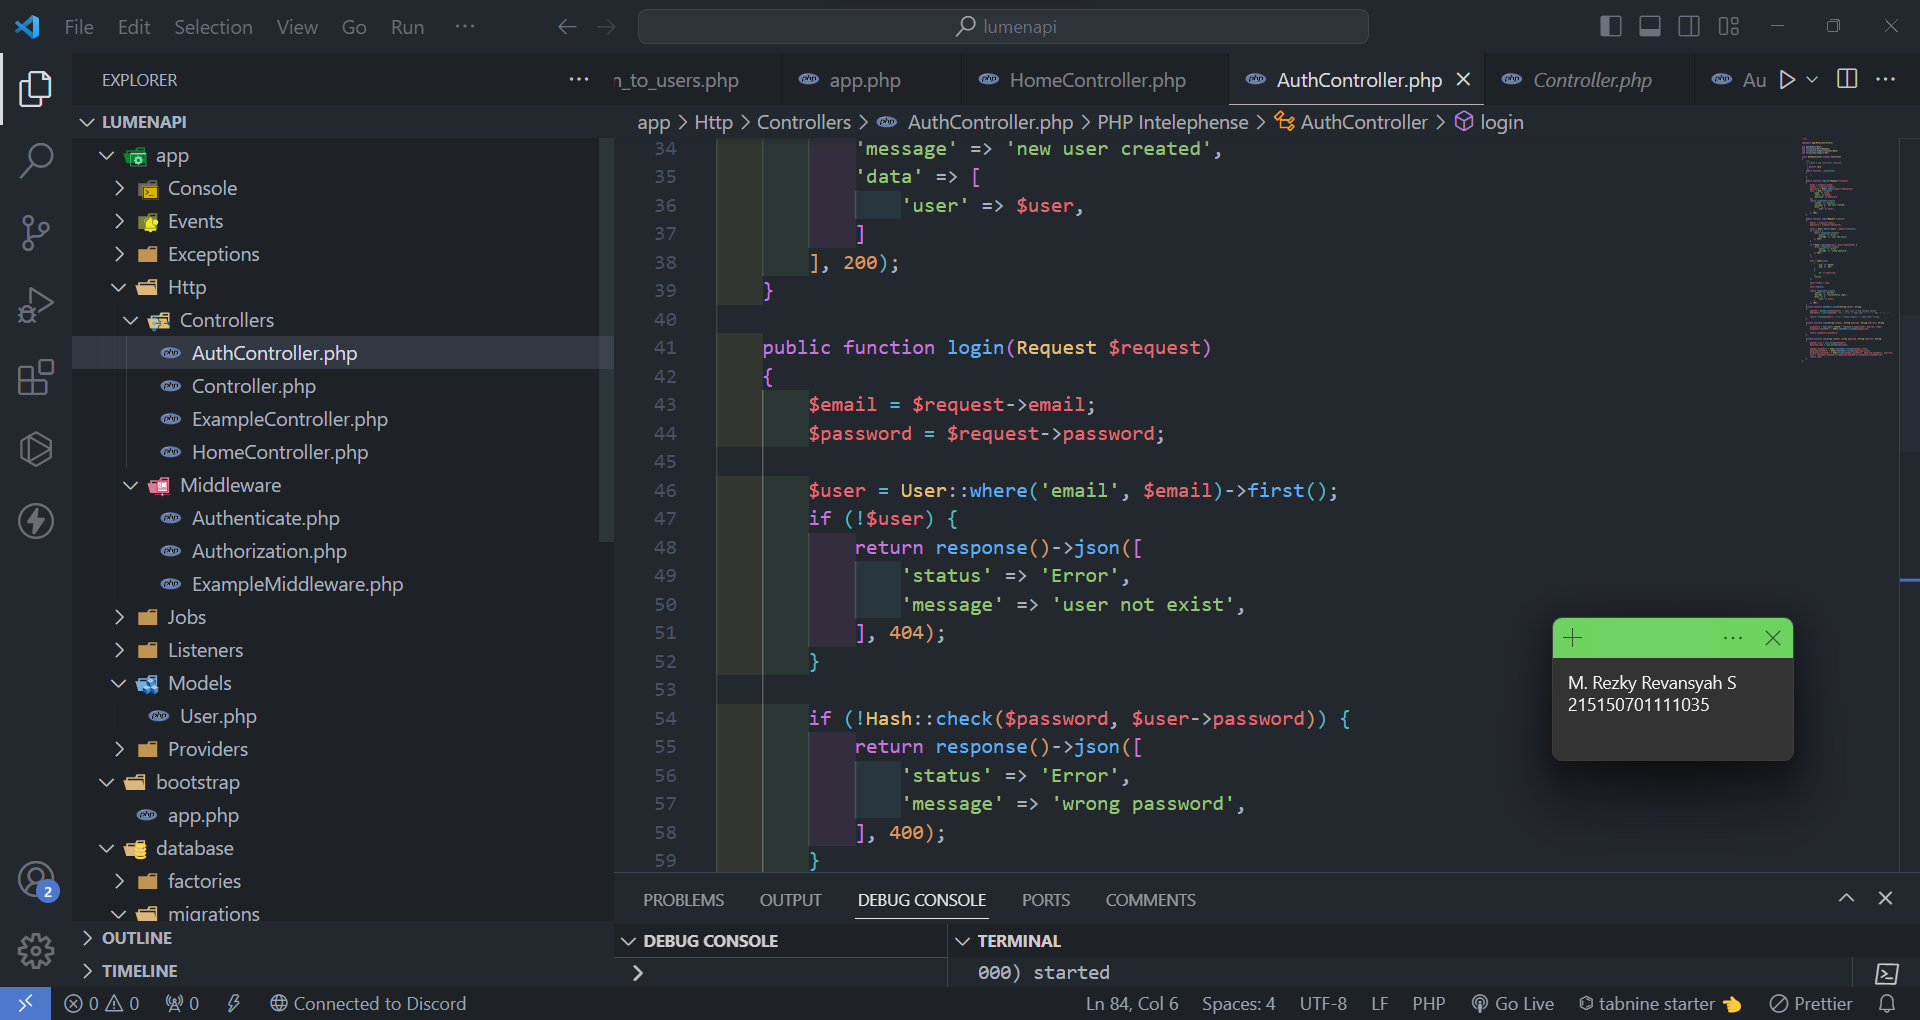 File Edit Selection View Go Run ···
lumenapi
EXPLORER
n_to_users.php app.php HomeController.php AuthController.php Controller.php Au
LUMENAPI
app
Console
Events
Exceptions
Http
Controllers
AuthController.php
Controller.php
ExampleController.php
HomeController.php
Middleware
Authenticate.php
Authorization.php
ExampleMiddleware.php
Jobs
Listeners
Models
User.php
Providers
bootstrap
app.php
database
factories
migrations
OUTLINE
TIMELINE
app > Http > Controllers > AuthController.php > PHP Intelephense > AuthController > login
34 'message' => 'new user created',
35 'data' => [
36 'user' => $user,
37 ]
38 ], 200);
39 }
40
41 public function login(Request $request)
42 {
43 $email = $request->email;
44 $password = $request->password;
45
46 $user = User::where('email', $email)->first();
47 if (!$user) {
48 return response()->json([
49 'status' => 'Error',
50 'message' => 'user not exist',
51 ], 404);
52 }
53
54 if (!Hash::check($password, $user->password)) {
55 return response()->json([
56 'status' => 'Error',
57 'message' => 'wrong password',
58 ], 400);
59 }
M. Rezky Revansyah S
215150701111035
PROBLEMS OUTPUT DEBUG CONSOLE PORTS COMMENTS
DEBUG CONSOLE
TERMINAL
000) started
2
0 0 0 Connected to Discord Ln 84, Col 6 Spaces: 4 UTF-8 LF PHP Go Live tabnine starter Prettier